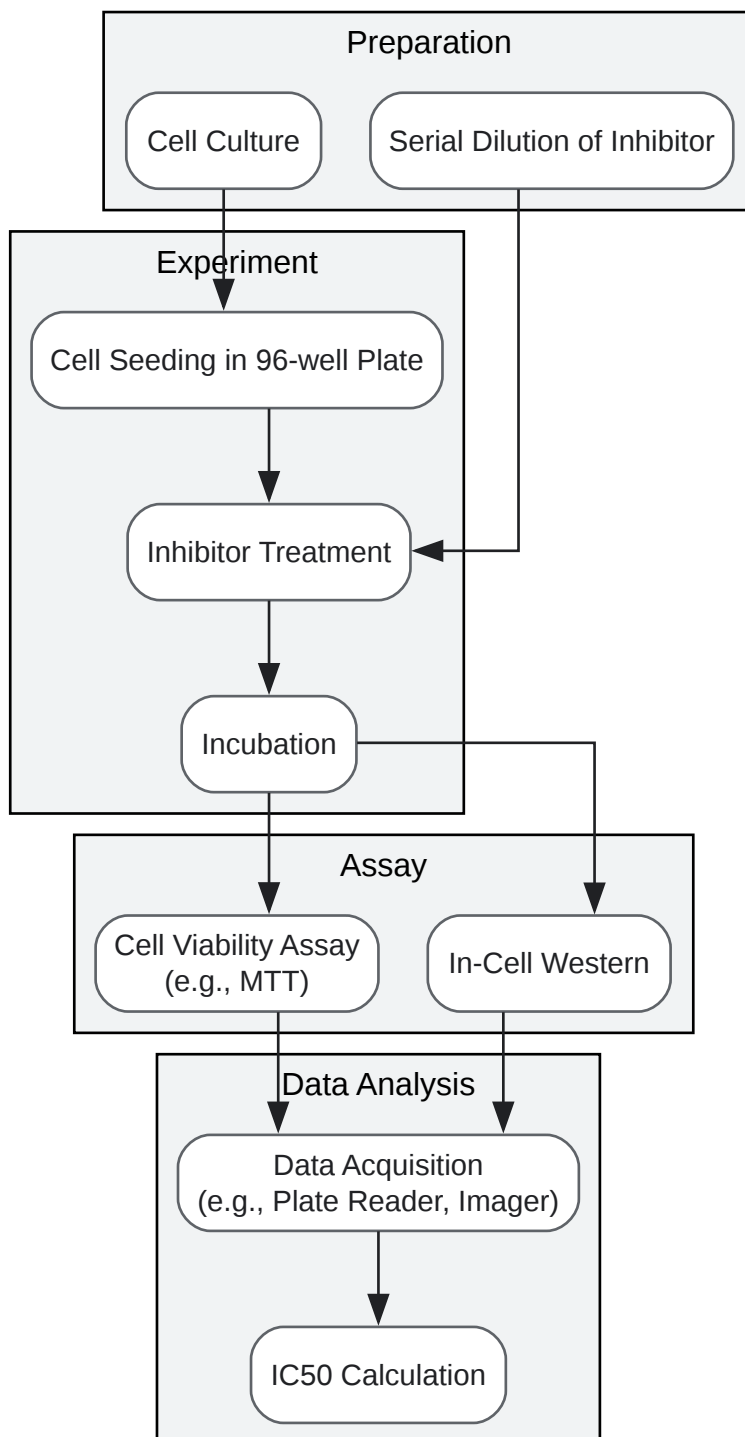 Preparation
Cell Culture
Serial Dilution of Inhibitor
Experiment
Cell Seeding in 96-well Plate
Inhibitor Treatment
Incubation
Assay
Cell Viability Assay
(e.g., MTT)
In-Cell Western
Data Analysis
Data Acquisition
(e.g., Plate Reader, Imager)
IC50 Calculation